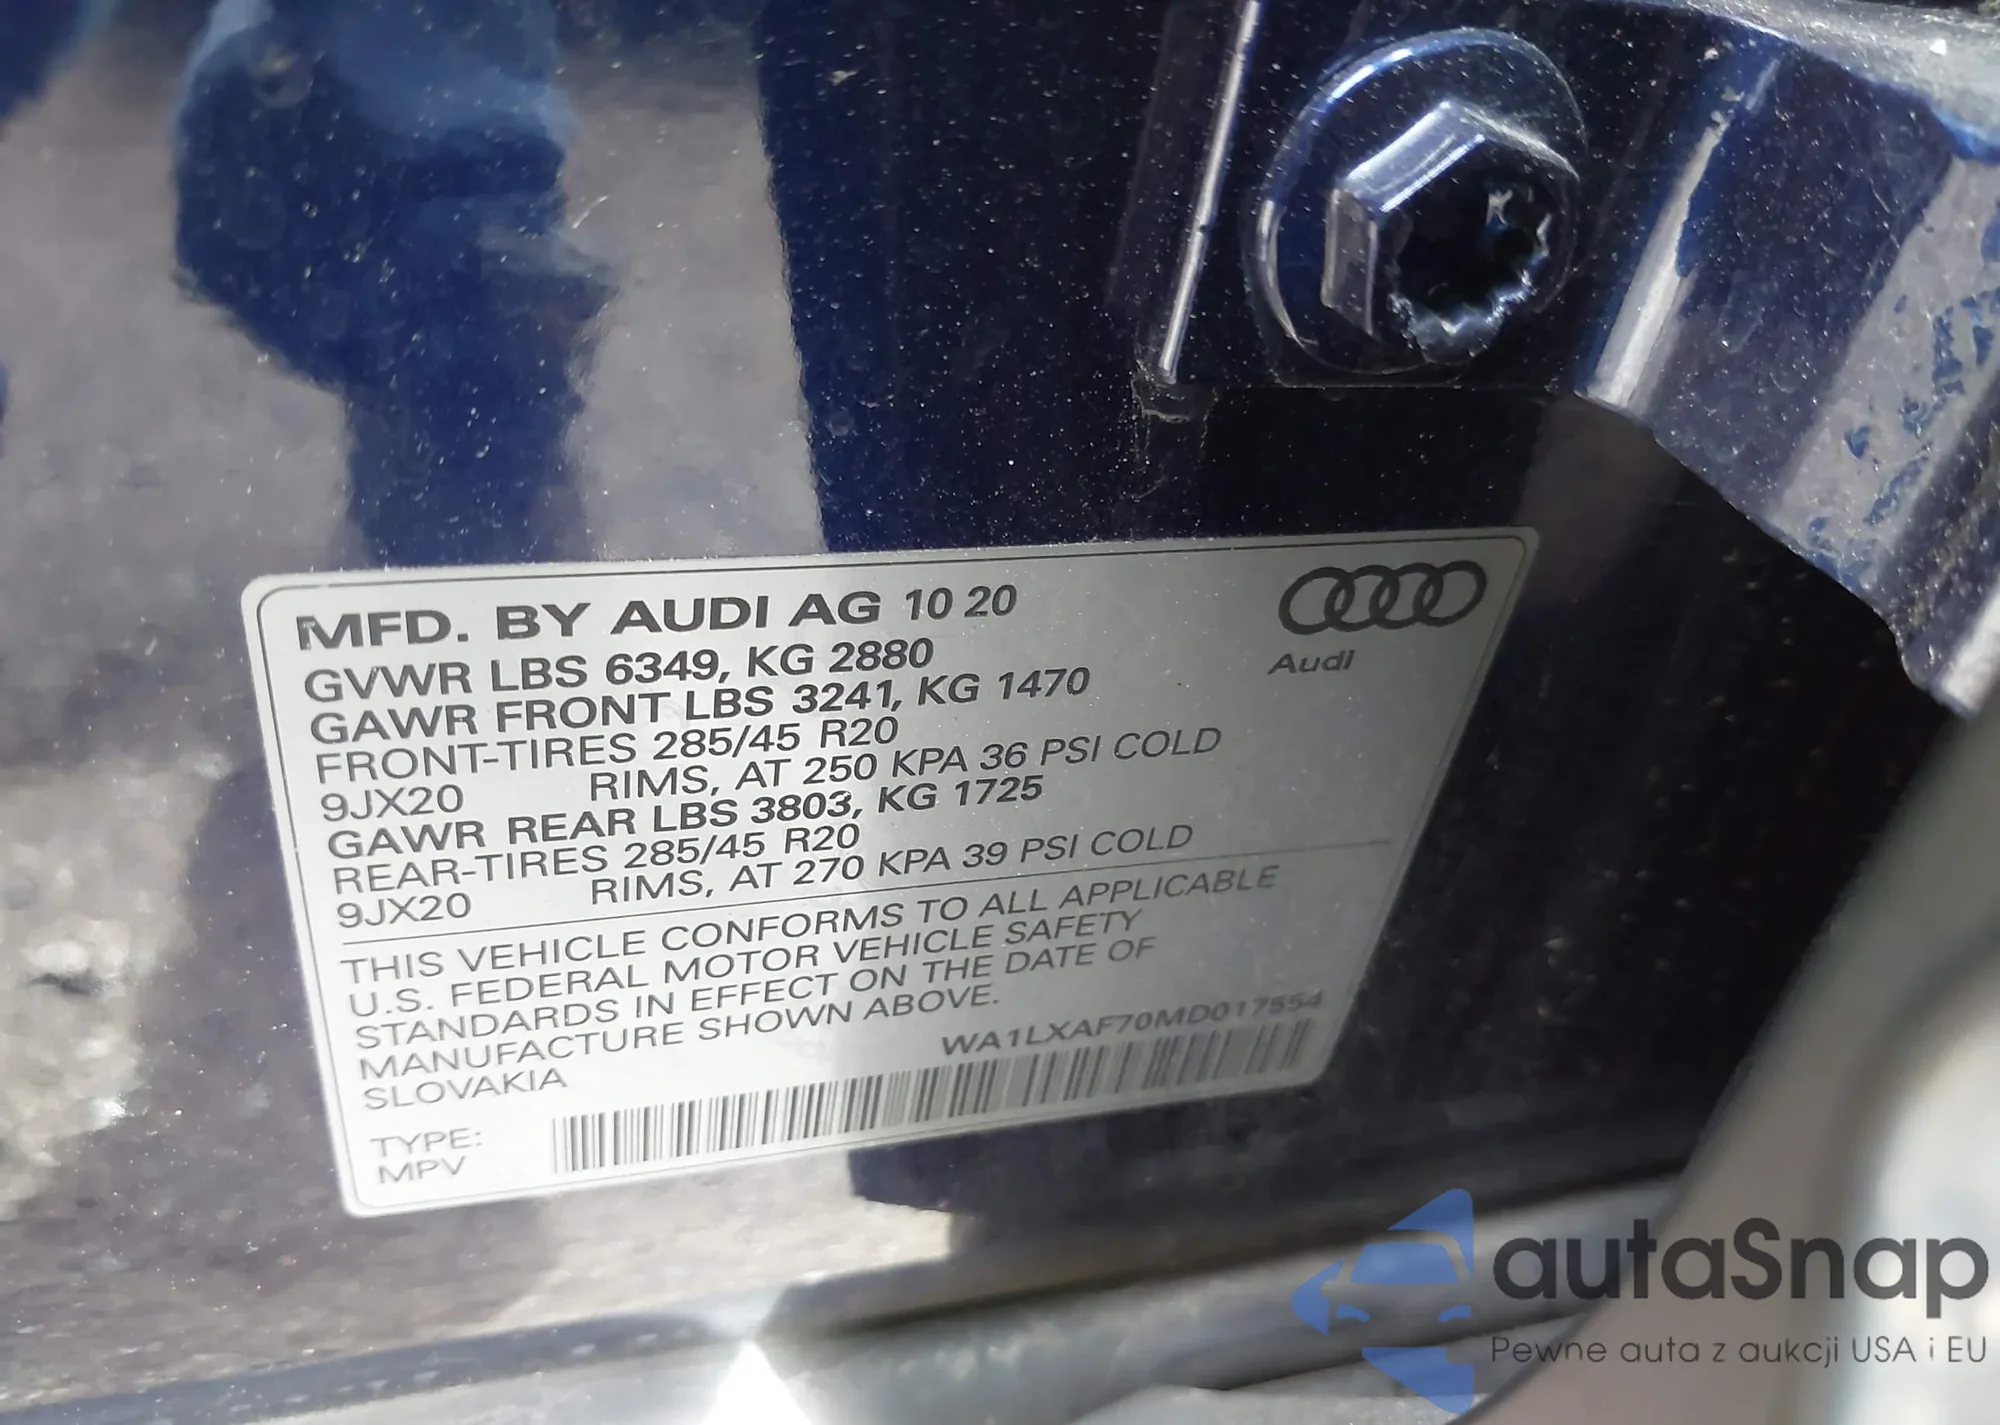 MFD. BY AUDI AG 10 20
GVWR LBS 6349, KG 2880
GAWR FRONT LBS 3241, KG 1470
FRONT-TIRES 285/45 R20
9JX20 RIMS, AT 250 KPA 36 PSI COLD
GAWR REAR LBS 3803, KG 1725
REAR-TIRES 285/45 R20
9JX20 RIMS, AT 270 KPA 39 PSI COLD
Audi
THIS VEHICLE CONFORMS TO ALL APPLICABLE
U.S. FEDERAL MOTOR VEHICLE SAFETY
STANDARDS IN EFFECT ON THE DATE OF
MANUFACTURE SHOWN ABOVE.
SLOVAKIA
WA1LXAF70MD017554
TYPE:
MPV
autaSnap
Pewne auta z aukcji USA i EU